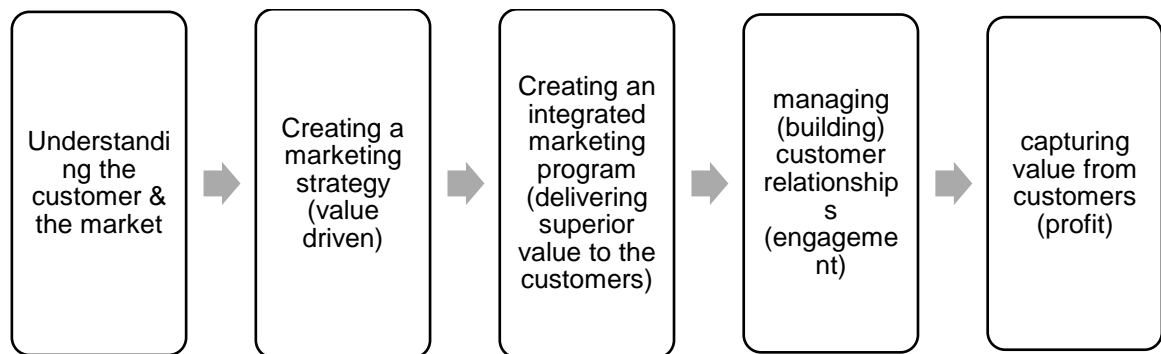 Understandi
ng the
customer &
the market
Creating a
marketing
strategy
(value
driven)
Creating an
integrated
marketing
program
(delivering
superior
value to the
customers)
managing
(building)
customer
relationship
s
(engageme
nt)
capturing
value from
customers
(profit)